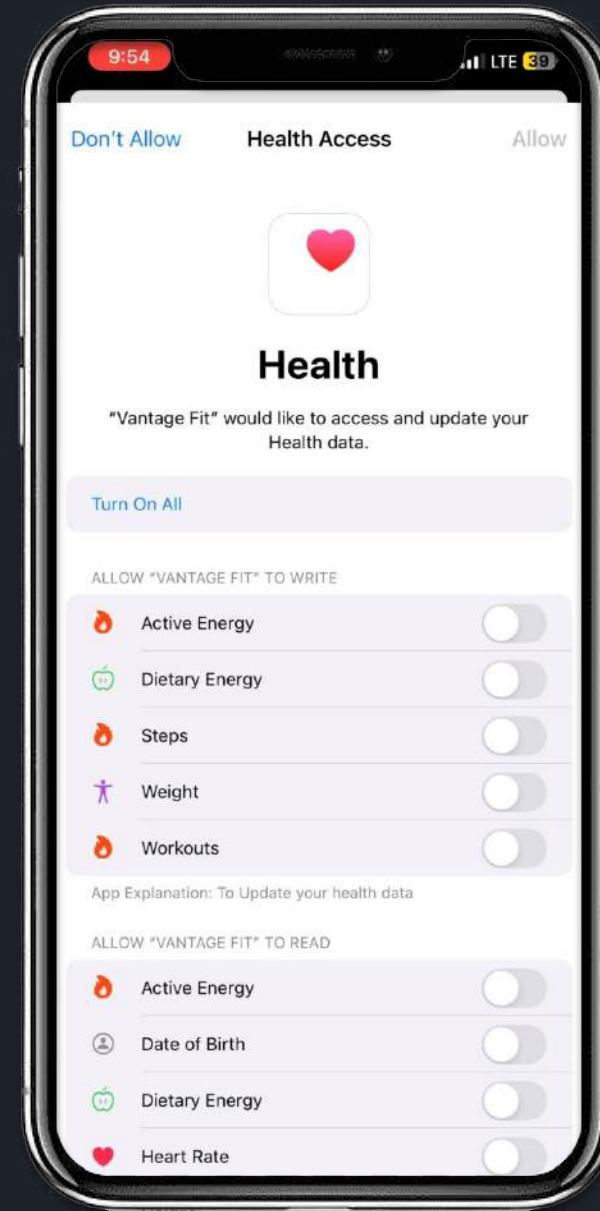 9:54
LTE 39
Don't Allow Health Access Allow
Health
"Vantage Fit" would like to access and update your
Health data.
Turn On All
ALLOW "VANTAGE FIT" TO WRITE
Active Energy
Dietary Energy
Steps
Weight
Workouts
App Explanation: To Update your health data
ALLOW "VANTAGE FIT" TO READ
Active Energy
Date of Birth
Dietary Energy
Heart Rate